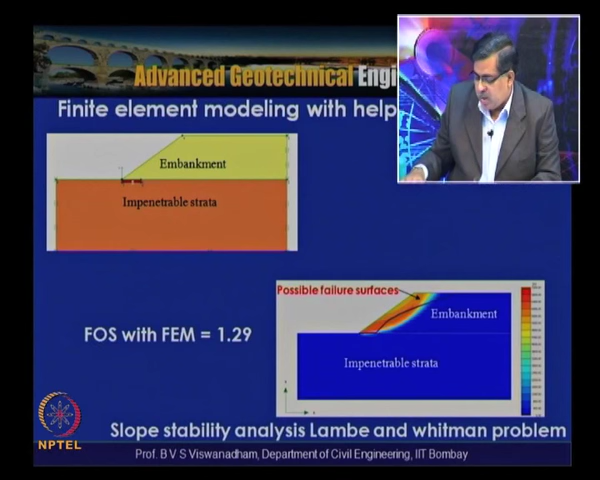 Advanced Geotechnical Engi
Finite element modeling with help
Embankment
Impenetrable strata
Possible failure surfaces
Embankment
FOS with FEM = 1.29
Impenetrable strata
NPTEL
Slope stability analysis Lambe and whitman problem
Prof. B V S Viswanadham, Department of Civil Engineering, IIT Bombay